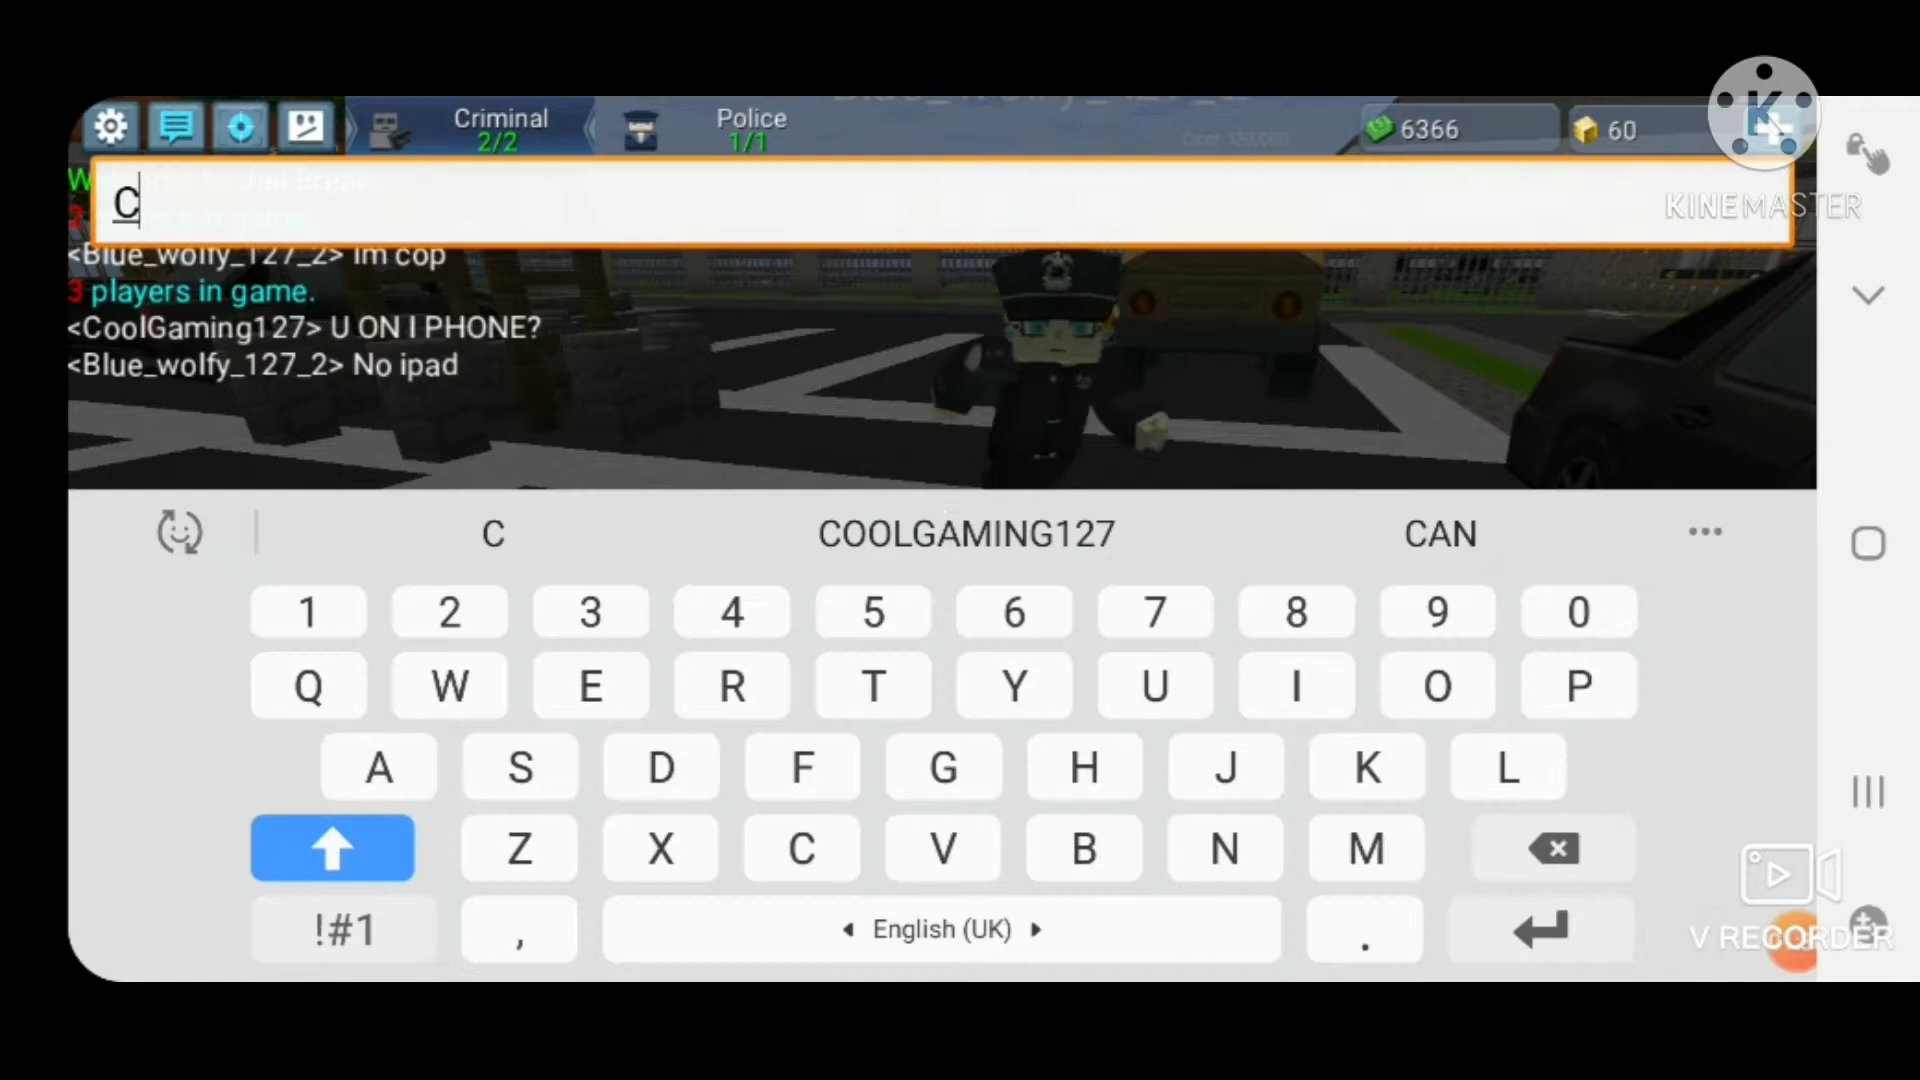 Criminal
2/2
Police
1/1
6366
60
K
KINEMASTER
C
Jail Break
<Blue_wolfy_127_2> Im cop
3 players in game.
<CoolGaming127> U ON I PHONE?
<Blue_wolfy_127_2> No ipad
C COOLGAMING127 CAN
1 2 3 4 5 6 7 8 9 0
Q W E R T Y U I O P
A S D F G H J K L
Z X C V B N M
!#1 , English (UK) .
V RECORDER